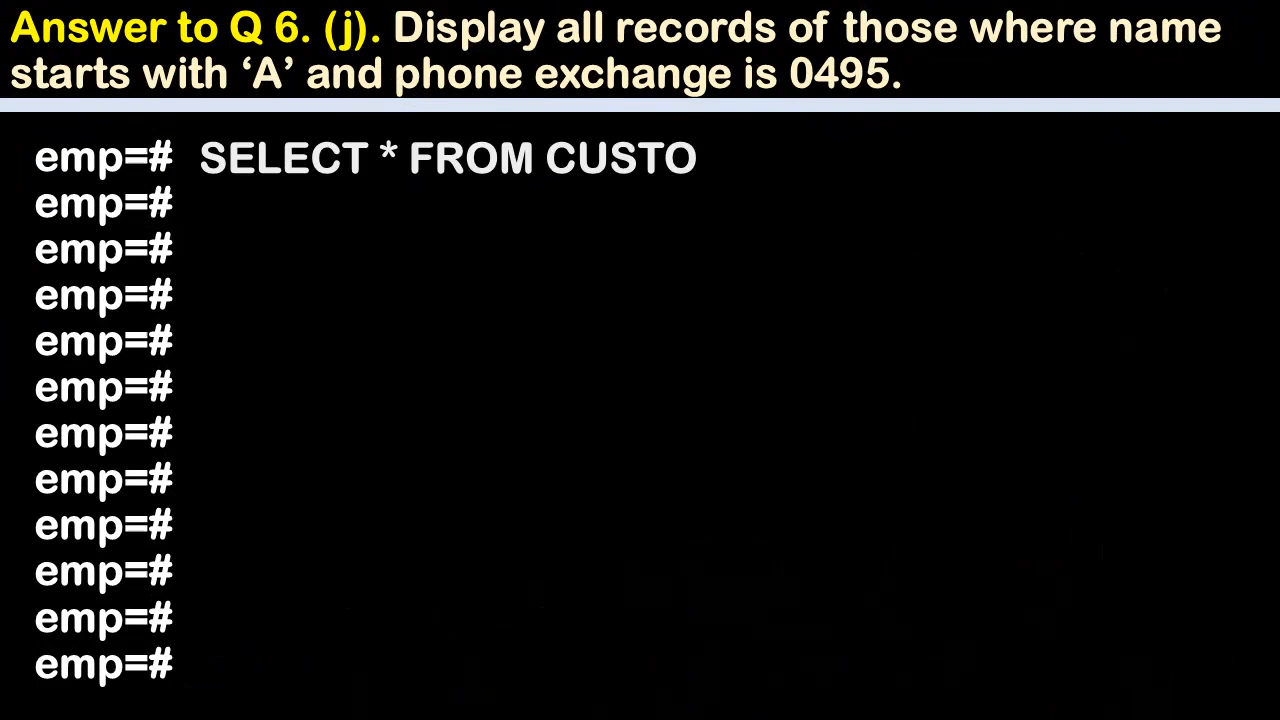 Answer to Q 6. (j). Display all records of those where name
starts with ‘A’ and phone exchange is 0495.
emp=# SELECT * FROM CUSTO
emp=#
emp=#
emp=#
emp=#
emp=#
emp=#
emp=#
emp=#
emp=#
emp=#
emp=#